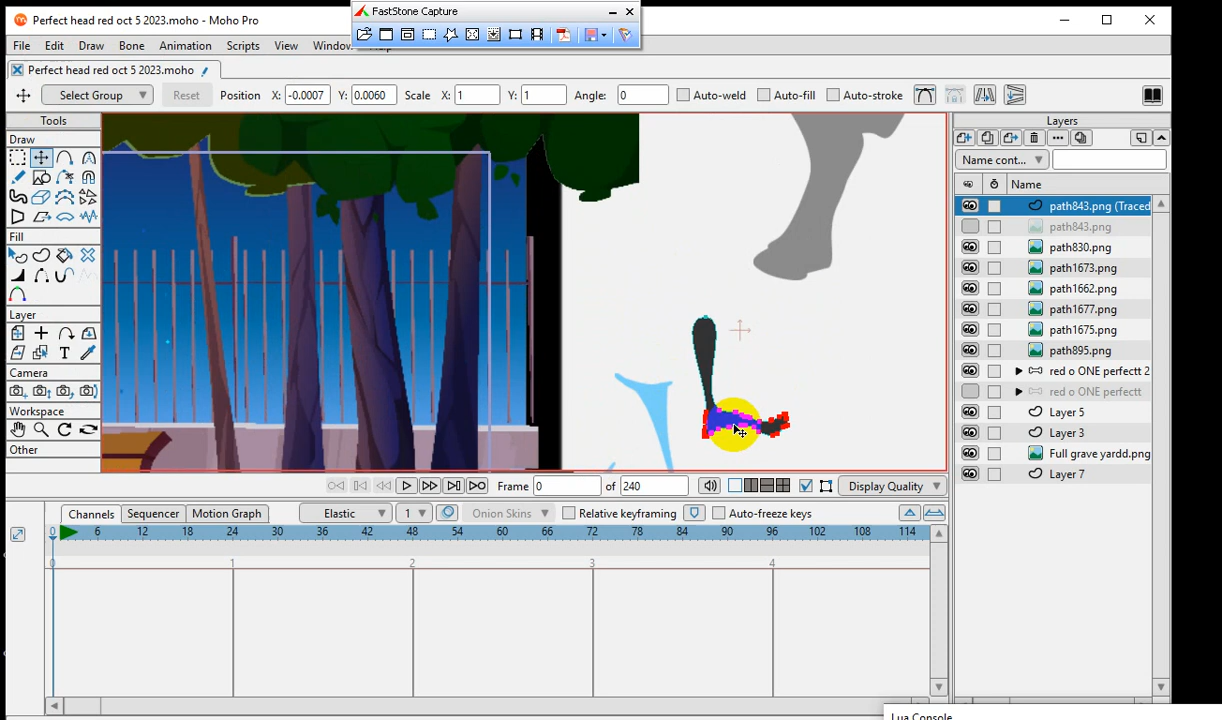 Perfect head red oct 5 2023.moho - Moho Pro
FastStone Capture
File Edit Draw Bone Animation Scripts View Window
Perfect head red oct 5 2023.moho
Select Group Reset Position X: -0.0007 Y: 0.0060 Scale X: 1 Y: 1 Angle: 0 Auto-weld Auto-fill Auto-stroke
Tools
Draw
Fill
Layer
Camera
Workspace
Other
Layers
Name cont...
Name
path843.png (Traced
path843.png
path830.png
path1673.png
path1662.png
path1677.png
path1675.png
path895.png
red o ONE perfectt 2
red o ONE perfectt
Layer 5
Layer 3
Full grave yardd.png
Layer 7
Frame 0 of 240 Display Quality
Channels Sequencer Motion Graph Elastic 1 Onion Skins Relative keyframing Auto-freeze keys
0 6 12 18 24 30 36 42 48 54 60 66 72 78 84 90 96 102 108 114
0 1 2 3 4
Lua Console